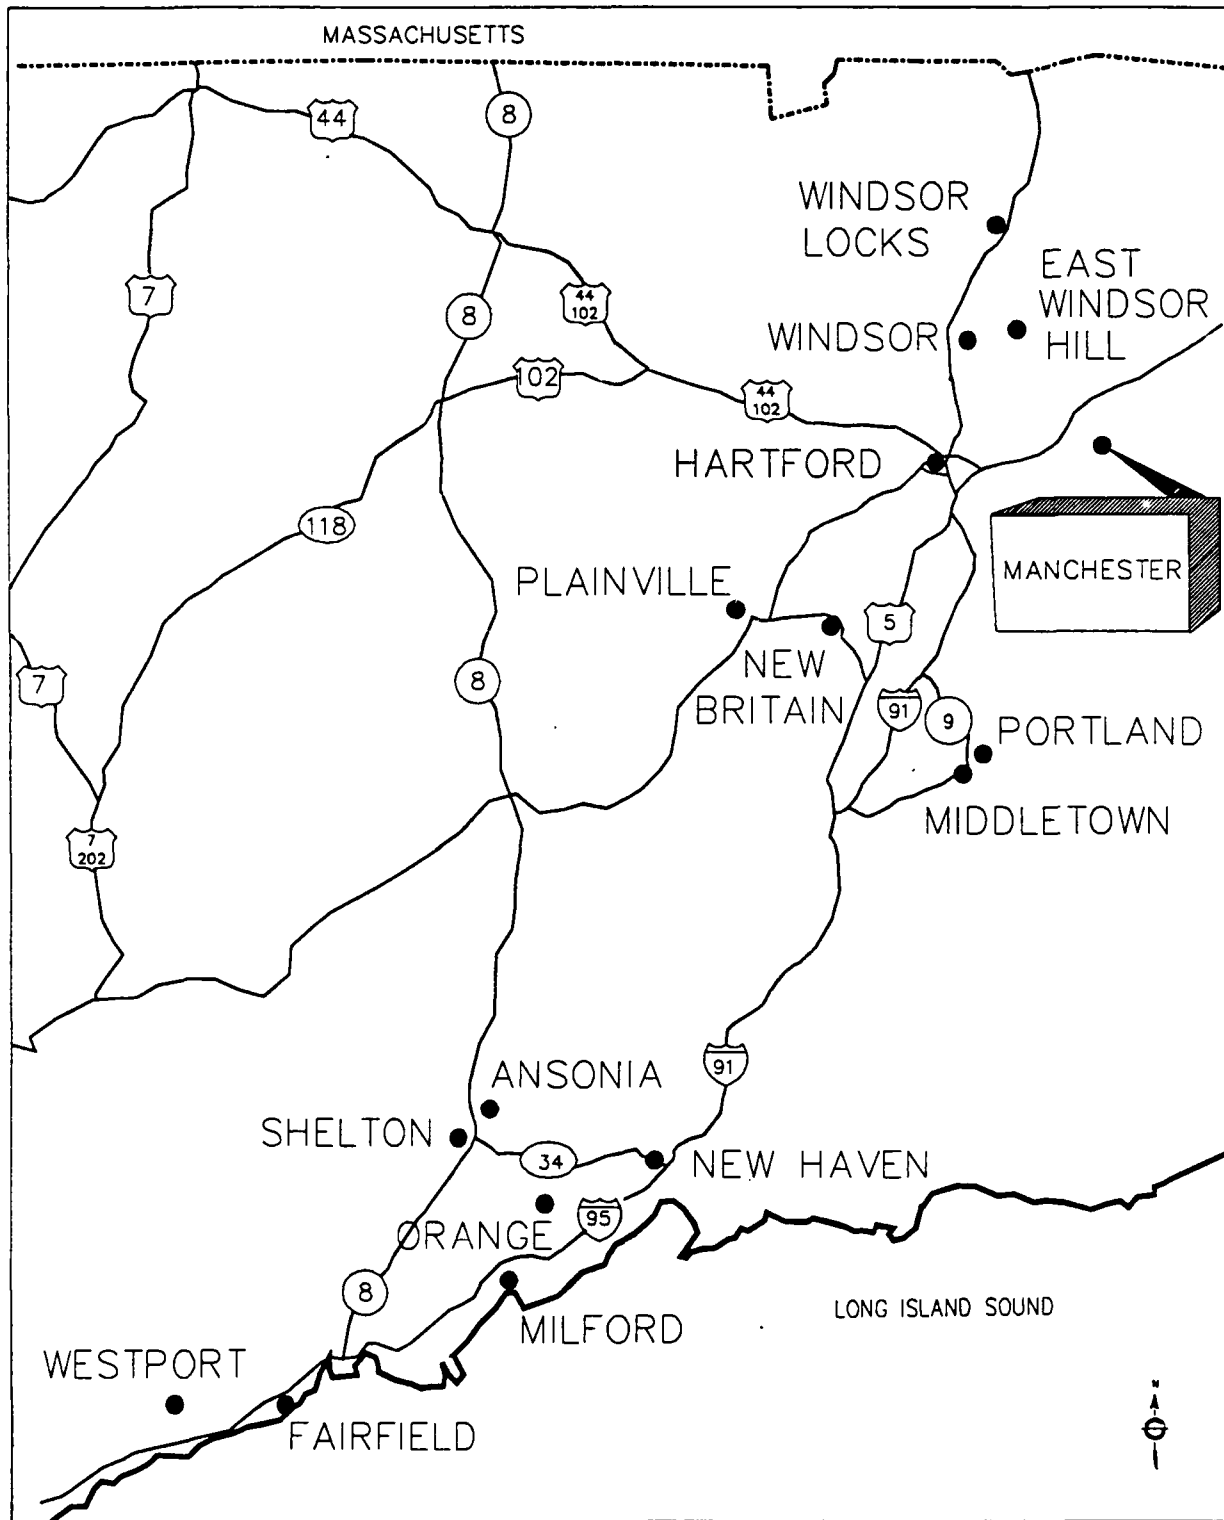 MASSACHUSETTS
44
8
WINDSOR
LOCKS
EAST
WINDSOR
HILL
7
8
44
102
WINDSOR
102
44
102
HARTFORD
118
MANCHESTER
PLAINVILLE
5
NEW
BRITAIN
7
8
91
9
PORTLAND
MIDDLETOWN
7
202
91
ANSONIA
SHELTON
34
NEW HAVEN
ORANGE
95
8
MILFORD
LONG ISLAND SOUND
WESTPORT
FAIRFIELD
N